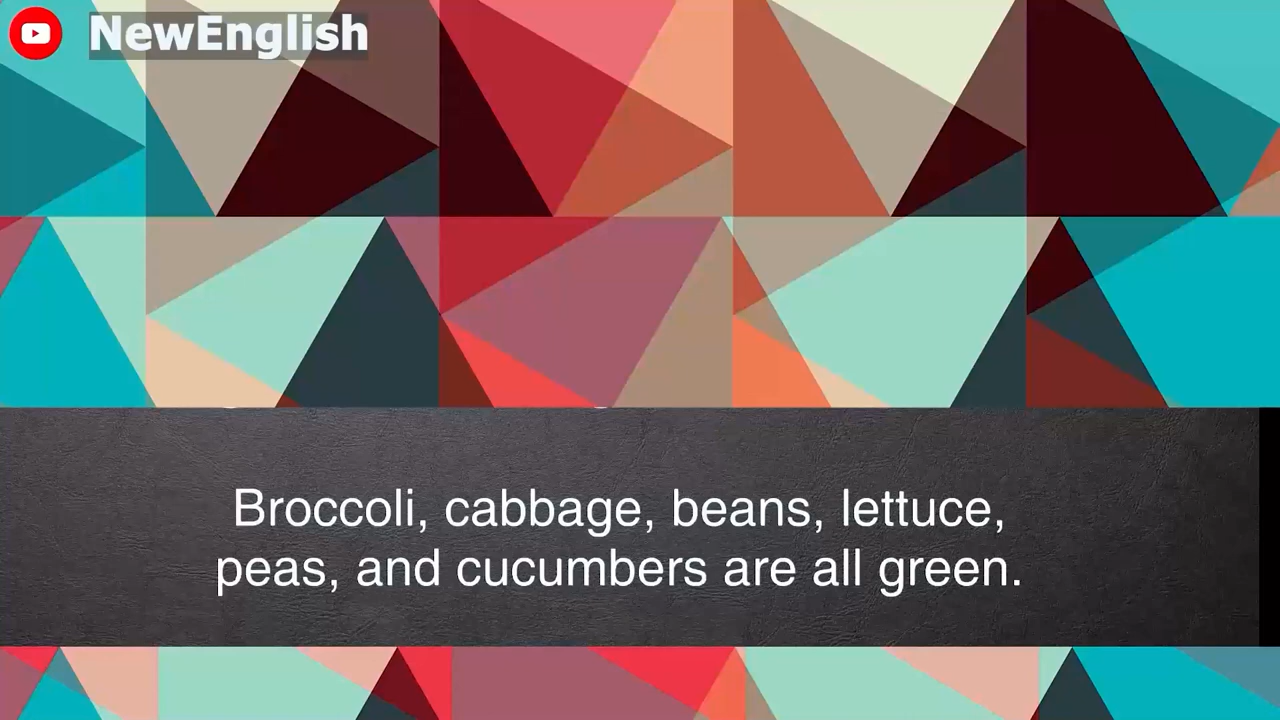 NewEnglish
Broccoli, cabbage, beans, lettuce,
peas, and cucumbers are all green.